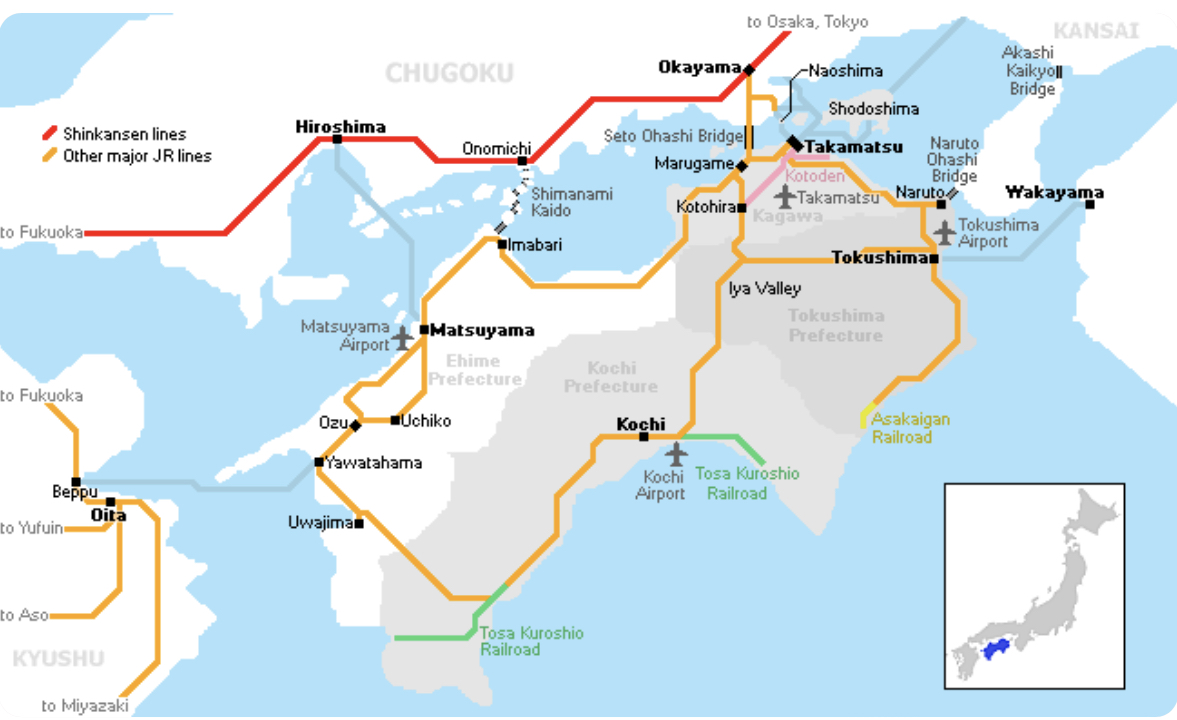 to Osaka, Tokyo
KANSAI
Okayama
Naoshima
Akashi
Kaikyo
Bridge
CHUGOKU
Shodoshima
Shinkansen lines
Other major JR lines
Hiroshima
Onomichi
Seto Ohashi Bridge
Takamatsu
Naruto
Ohashi
Bridge
Marugame
Kotoden
Shimanami
Kaido
Takamatsu
Naruto
Wakayama
Kotohira
Kagawa
to Fukuoka
Imabari
Tokushima
Airport
Tokushima
Iya Valley
Matsuyama
Airport
Matsuyama
Tokushima
Prefecture
Ehime
Prefecture
Kochi
Prefecture
to Fukuoka
Ozu
Uchiko
Kochi
Asakaigan
Railroad
Yawatahama
Kochi
Airport
Tosa Kuroshio
Railroad
Beppu
Oita
Uwajima
to Yufuin
to Aso
Tosa Kuroshio
Railroad
KYUSHU
to Miyazaki